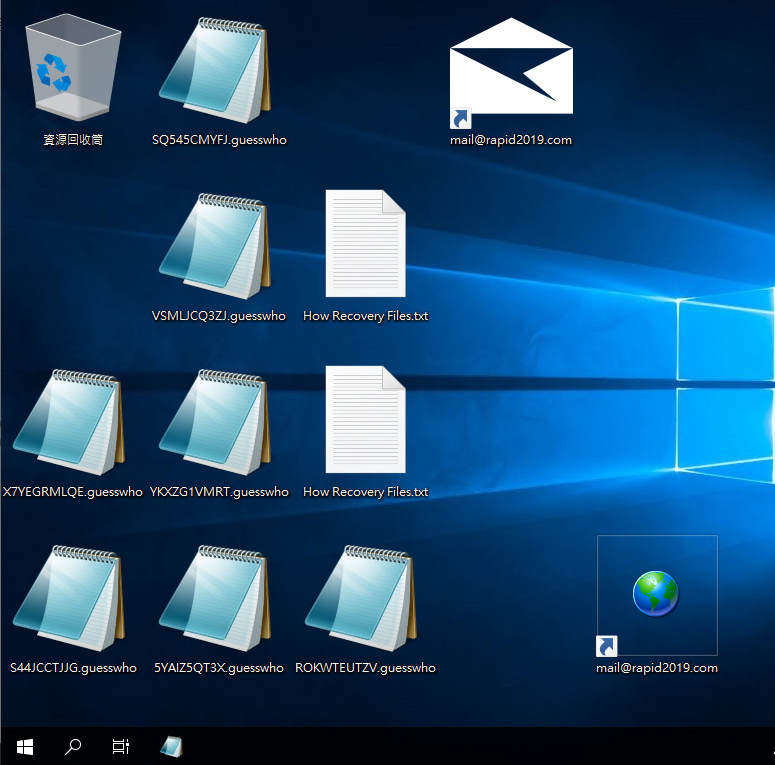 資源回收筒
SQ545CMYFJ.guesswho
mail@rapid2019.com
VSMLJCQ3ZJ.guesswho
How Recovery Files.txt
X7YEGRMLQE.guesswho
YKXZG1VMRT.guesswho
How Recovery Files.txt
S44JCCTJJG.guesswho
5YAIZ5QT3X.guesswho
ROKWTEUTZV.guesswho
mail@rapid2019.com